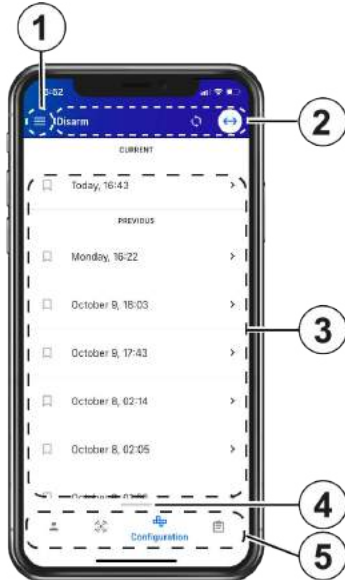 1
Disarm
2
CURRENT
Today, 16:43
PREVIOUS
Monday, 16:22
October 9, 18:03
3
October 9, 17:43
October 8, 02:14
October 8, 02:05
4
Configuration
5